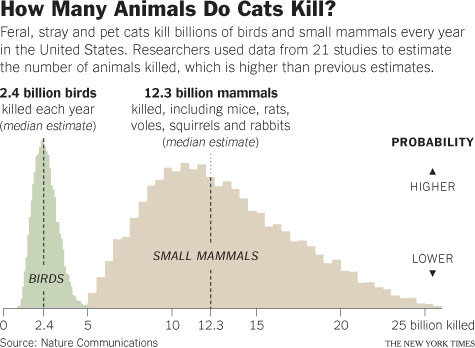 How Many Animals Do Cats Kill?
Feral, stray and pet cats kill billions of birds and small mammals every year
in the United States. Researchers used data from 21 studies to estimate
the number of animals killed, which is higher than previous estimates.
2.4 billion birds
killed each year
(median estimate)
12.3 billion mammals
killed, including mice, rats,
voles, squirrels and rabbits
(median estimate)
PROBABILITY
▲
HIGHER
LOWER
▼
BIRDS
SMALL MAMMALS
0 2.4 5 10 12.3 15 20 25 billion killed
Source: Nature Communications
THE NEW YORK TIMES